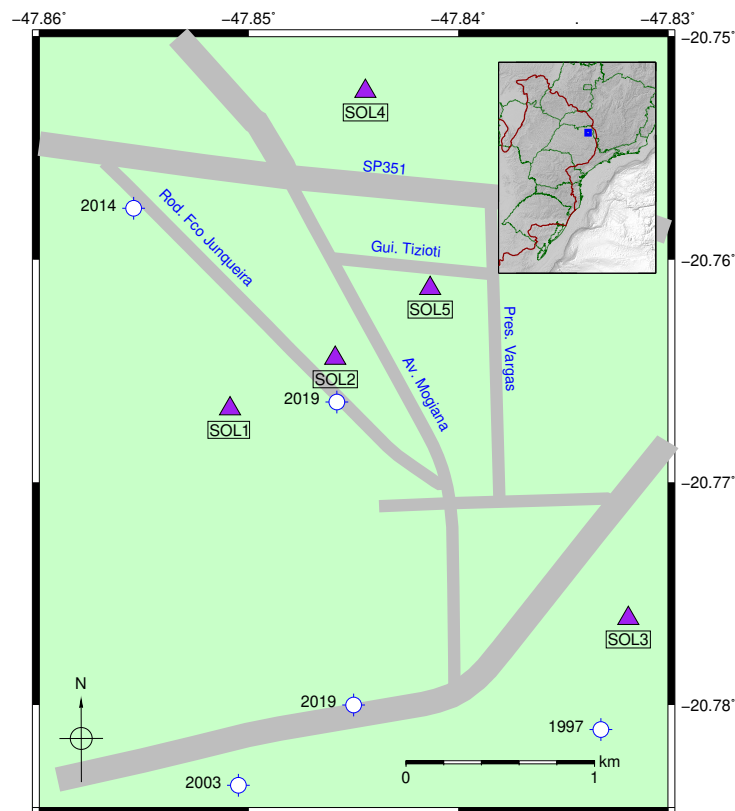 −47.86° −47.85° −47.84° . −47.83°
−20.75°
SOL4
SP351
2014
Rod. Fco Junqueira
Gui. Tizioti
−20.76°
SOL5
Pres. Vargas
Av. Mogiana
SOL2
2019
SOL1
−20.77°
SOL3
N
2019
−20.78°
1997
km
0 1
2003